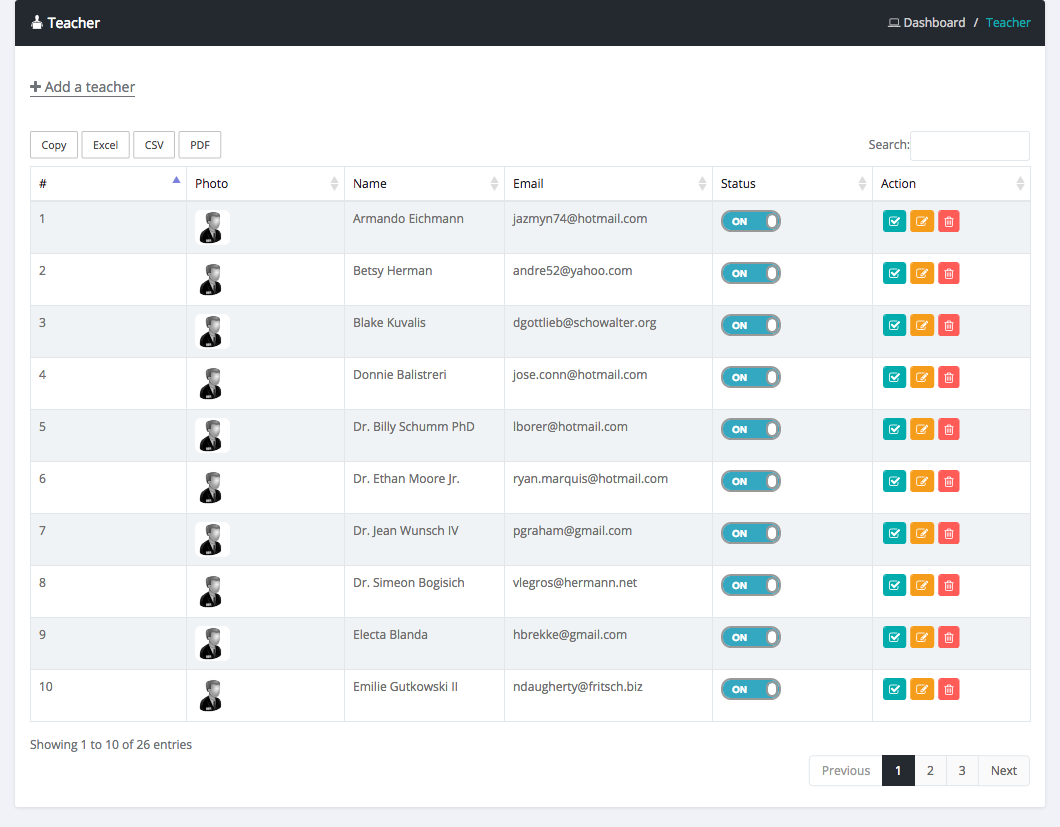 Teacher
Dashboard / Teacher
Add a teacher
Copy Excel CSV PDF
Search:
# Photo Name Email Status Action
1 Armando Eichmann jazmyn74@hotmail.com ON
2 Betsy Herman andre52@yahoo.com ON
3 Blake Kuvalis dgottlieb@schowalter.org ON
4 Donnie Balistreri jose.conn@hotmail.com ON
5 Dr. Billy Schumm PhD lborer@hotmail.com ON
6 Dr. Ethan Moore Jr. ryan.marquis@hotmail.com ON
7 Dr. Jean Wunsch IV pgraham@gmail.com ON
8 Dr. Simeon Bogisich vlegros@hermann.net ON
9 Electa Blanda hbrekke@gmail.com ON
10 Emilie Gutkowski II ndaugherty@fritsch.biz ON
Showing 1 to 10 of 26 entries
Previous 1 2 3 Next